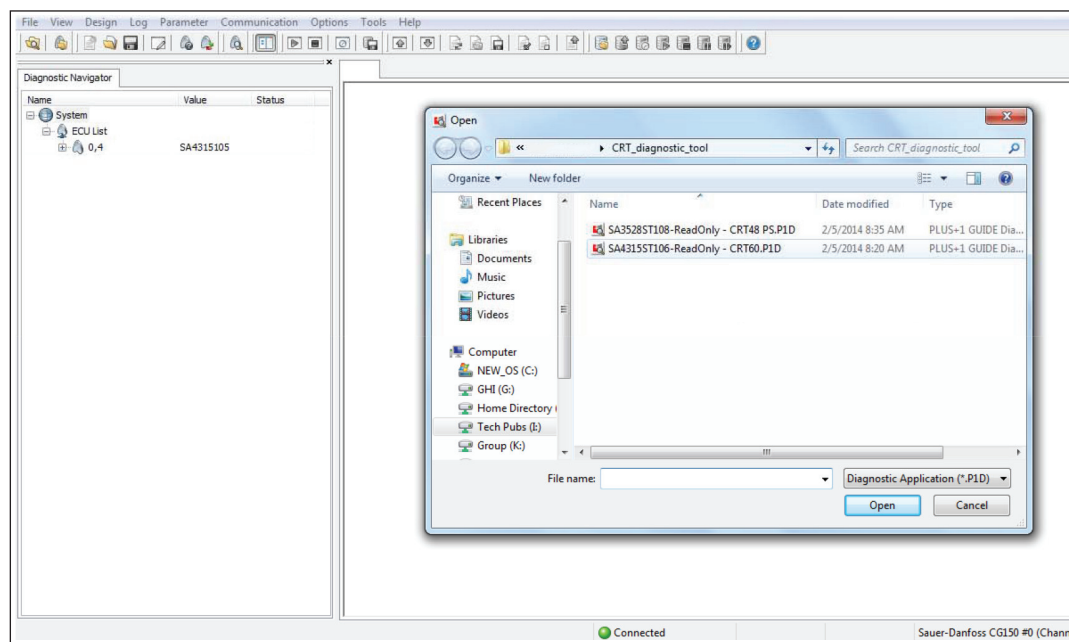 File View Design Log Parameter Communication Options Tools Help
Diagnostic Navigator
Name Value Status
System
ECU List
0,4 SA4315105
Open
« CRT_diagnostic_tool
Search CRT_diagnostic_tool
Organize New folder
Recent Places
Libraries
Documents
Music
Pictures
Videos
Computer
NEW_OS (C:)
GHI (G:)
Home Directory (
Tech Pubs (I:)
Group (K:)
Name Date modified Type
SA3528ST108-ReadOnly - CRT48 PS.P1D 2/5/2014 8:35 AM PLUS+1 GUIDE Dia...
SA4315ST106-ReadOnly - CRT60.P1D 2/5/2014 8:20 AM PLUS+1 GUIDE Dia...
File name: Diagnostic Application (*.P1D)
Open Cancel
Connected Sauer-Danfoss CG150 #0 (Chann